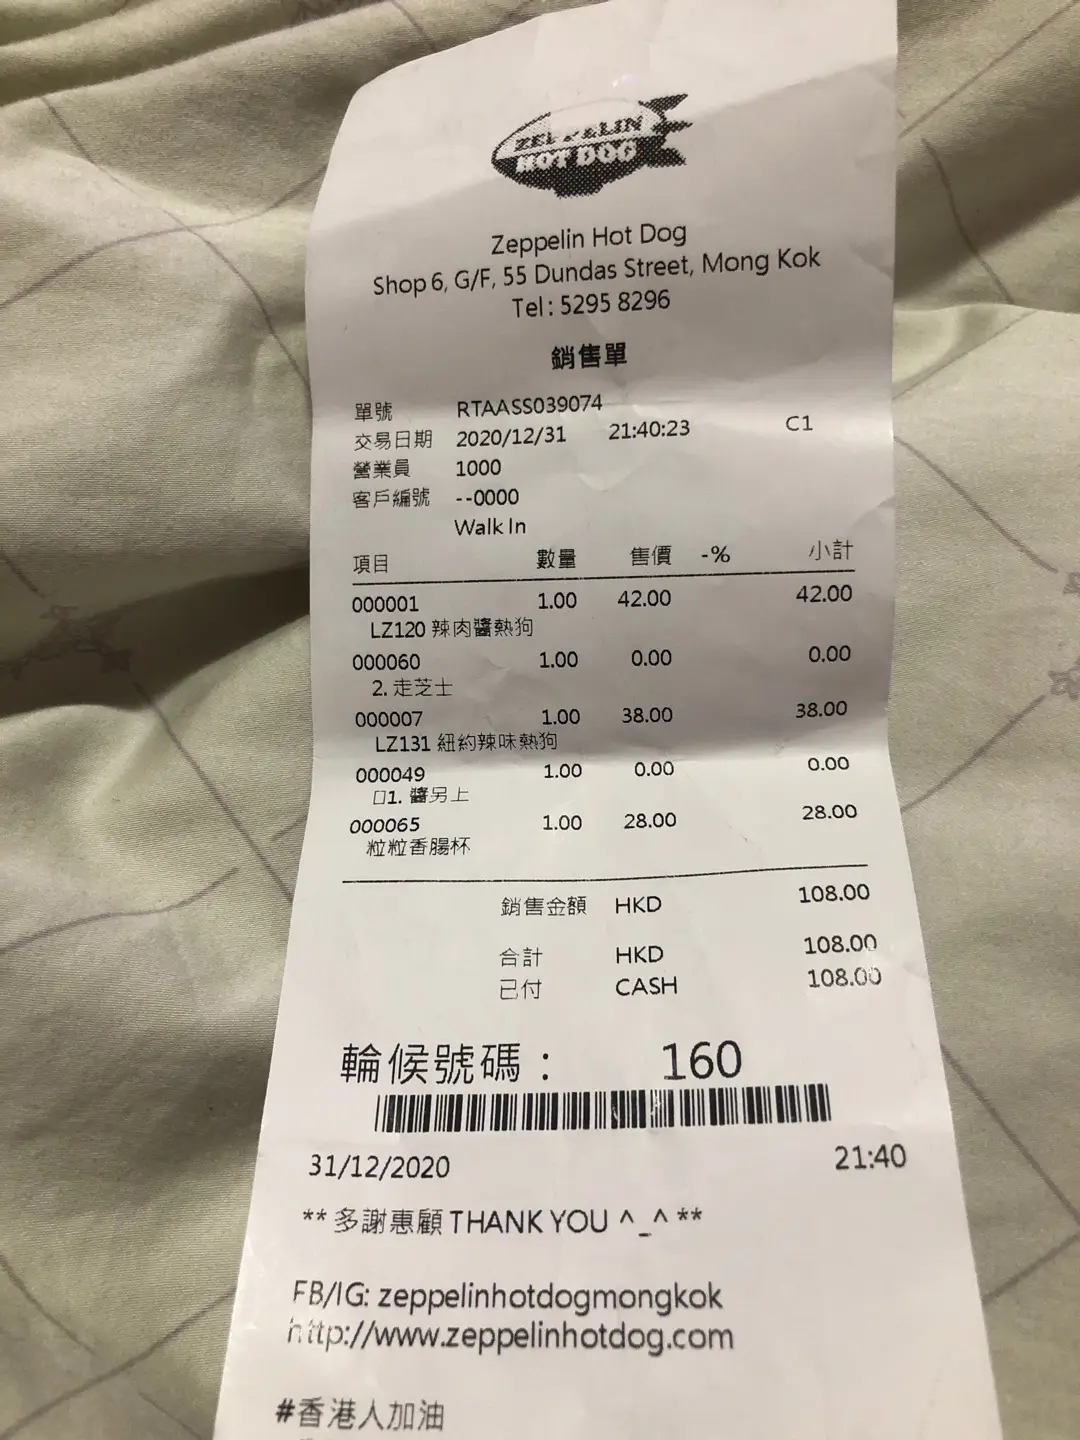 ZEPPELIN
HOT DOG
Zeppelin Hot Dog
Shop 6, G/F, 55 Dundas Street, Mong Kok
Tel: 5295 8296
銷售單
單號 RTAASS039074
交易日期 2020/12/31 21:40:23 C1
營業員 1000
客戶編號 --0000
Walk In
項目 數量 售價 -% 小計
000001 1.00 42.00 42.00
LZ120 辣肉醬熱狗
000060 1.00 0.00 0.00
2. 走芝士
000007 1.00 38.00 38.00
LZ131 紐約辣味熱狗
000049 1.00 0.00 0.00
□1. 醬另上
000065 1.00 28.00 28.00
粒粒香腸杯
銷售金額 HKD 108.00
合計 HKD 108.00
已付 CASH 108.00
輪候號碼： 160
31/12/2020 21:40
** 多謝惠顧 THANK YOU ^_^ **
FB/IG: zeppelinhotdogmongkok
http://www.zeppelinhotdog.com
#香港人加油